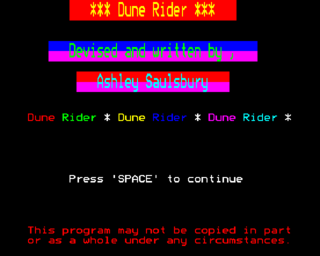 *** Dune Rider ***
Devised and written by ,
Ashley Saulsbury
Dune Rider * Dune Rider * Dune Rider *
Press 'SPACE' to continue
This program may not be copied in part
or as a whole under any circumstances.